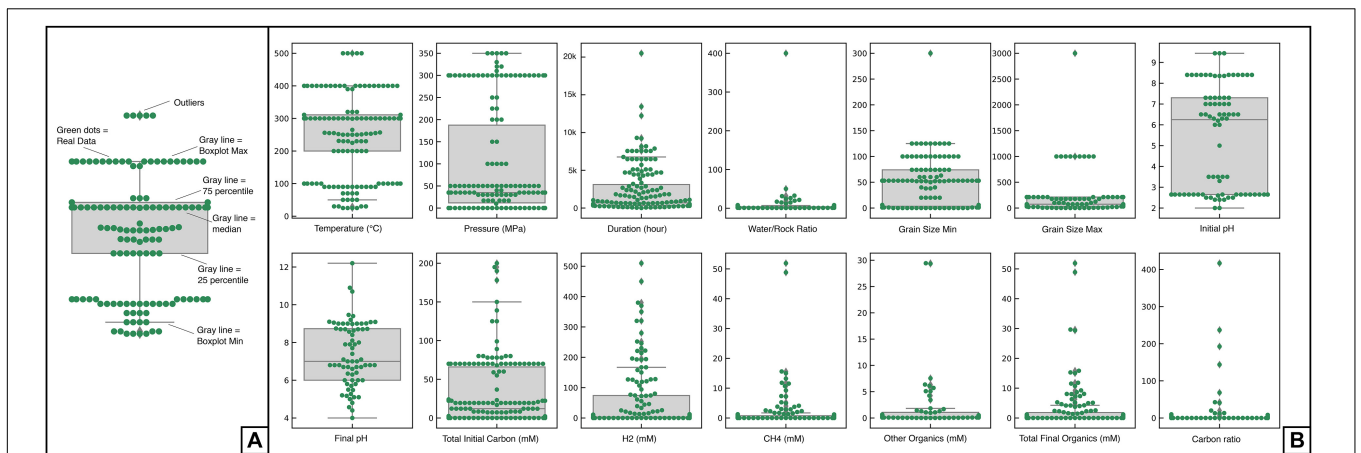 Outliers
Green dots =
Real Data
Gray line =
Boxplot Max
Gray line =
75 percentile
Gray line =
median
Gray line =
25 percentile
Gray line =
Boxplot Min
A
500
400
300
200
100
0
Temperature (°C)
350
300
250
200
150
100
50
0
Pressure (MPa)
20k
15k
10k
5k
0
Duration (hour)
400
300
200
100
0
Water/Rock Ratio
300
250
200
150
100
50
0
Grain Size Min
3000
2000
1000
500
200
0
Grain Size Max
9
8
7
6
5
4
3
2
Initial pH
12
10
8
6
4
Final pH
200
150
100
50
0
Total Initial Carbon (mM)
500
400
300
200
100
0
H2 (mM)
50
40
30
20
10
0
CH4 (mM)
30
25
20
15
10
5
0
Other Organics (mM)
50
40
30
20
10
0
Total Final Organics (mM)
400
300
200
100
0
Carbon ratio
B